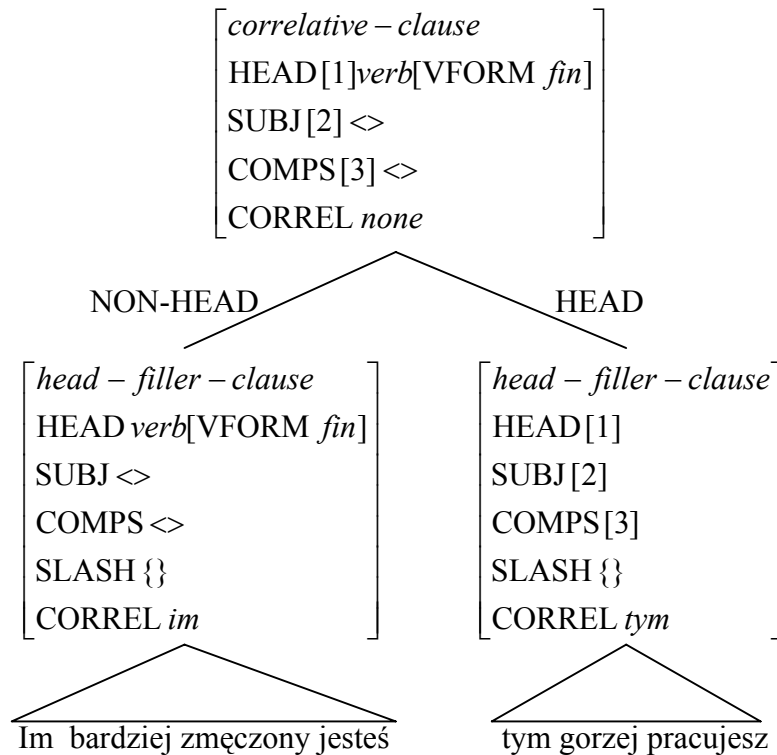 correlative – clause
HEAD [1] verb[VFORM fin]
SUBJ [2] <>
COMPS [3] <>
CORREL none
NON-HEAD
HEAD
head – filler – clause
HEAD verb[VFORM fin]
SUBJ <>
COMPS <>
SLASH {}
CORREL im
head – filler – clause
HEAD [1]
SUBJ [2]
COMPS [3]
SLASH {}
CORREL tym
Im bardziej zmęczony jesteś
tym gorzej pracujesz